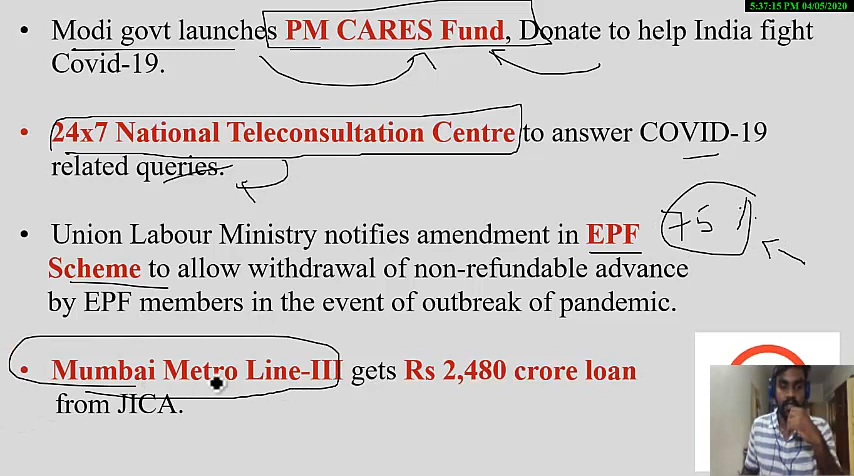 5:37:15 PM 04/05/2020
• Modi govt launches PM CARES Fund, Donate to help India fight
Covid-19.
• 24x7 National Teleconsultation Centre to answer COVID-19
related queries.
• Union Labour Ministry notifies amendment in EPF
Scheme to allow withdrawal of non-refundable advance
by EPF members in the event of outbreak of pandemic.
75 %
• Mumbai Metro Line-III gets Rs 2,480 crore loan
from JICA.